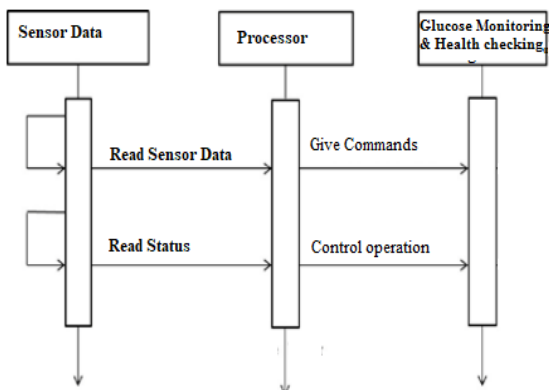 Sensor Data
Processor
Glucose Monitoring
& Health checking
Read Sensor Data
Give Commands
Read Status
Control operation